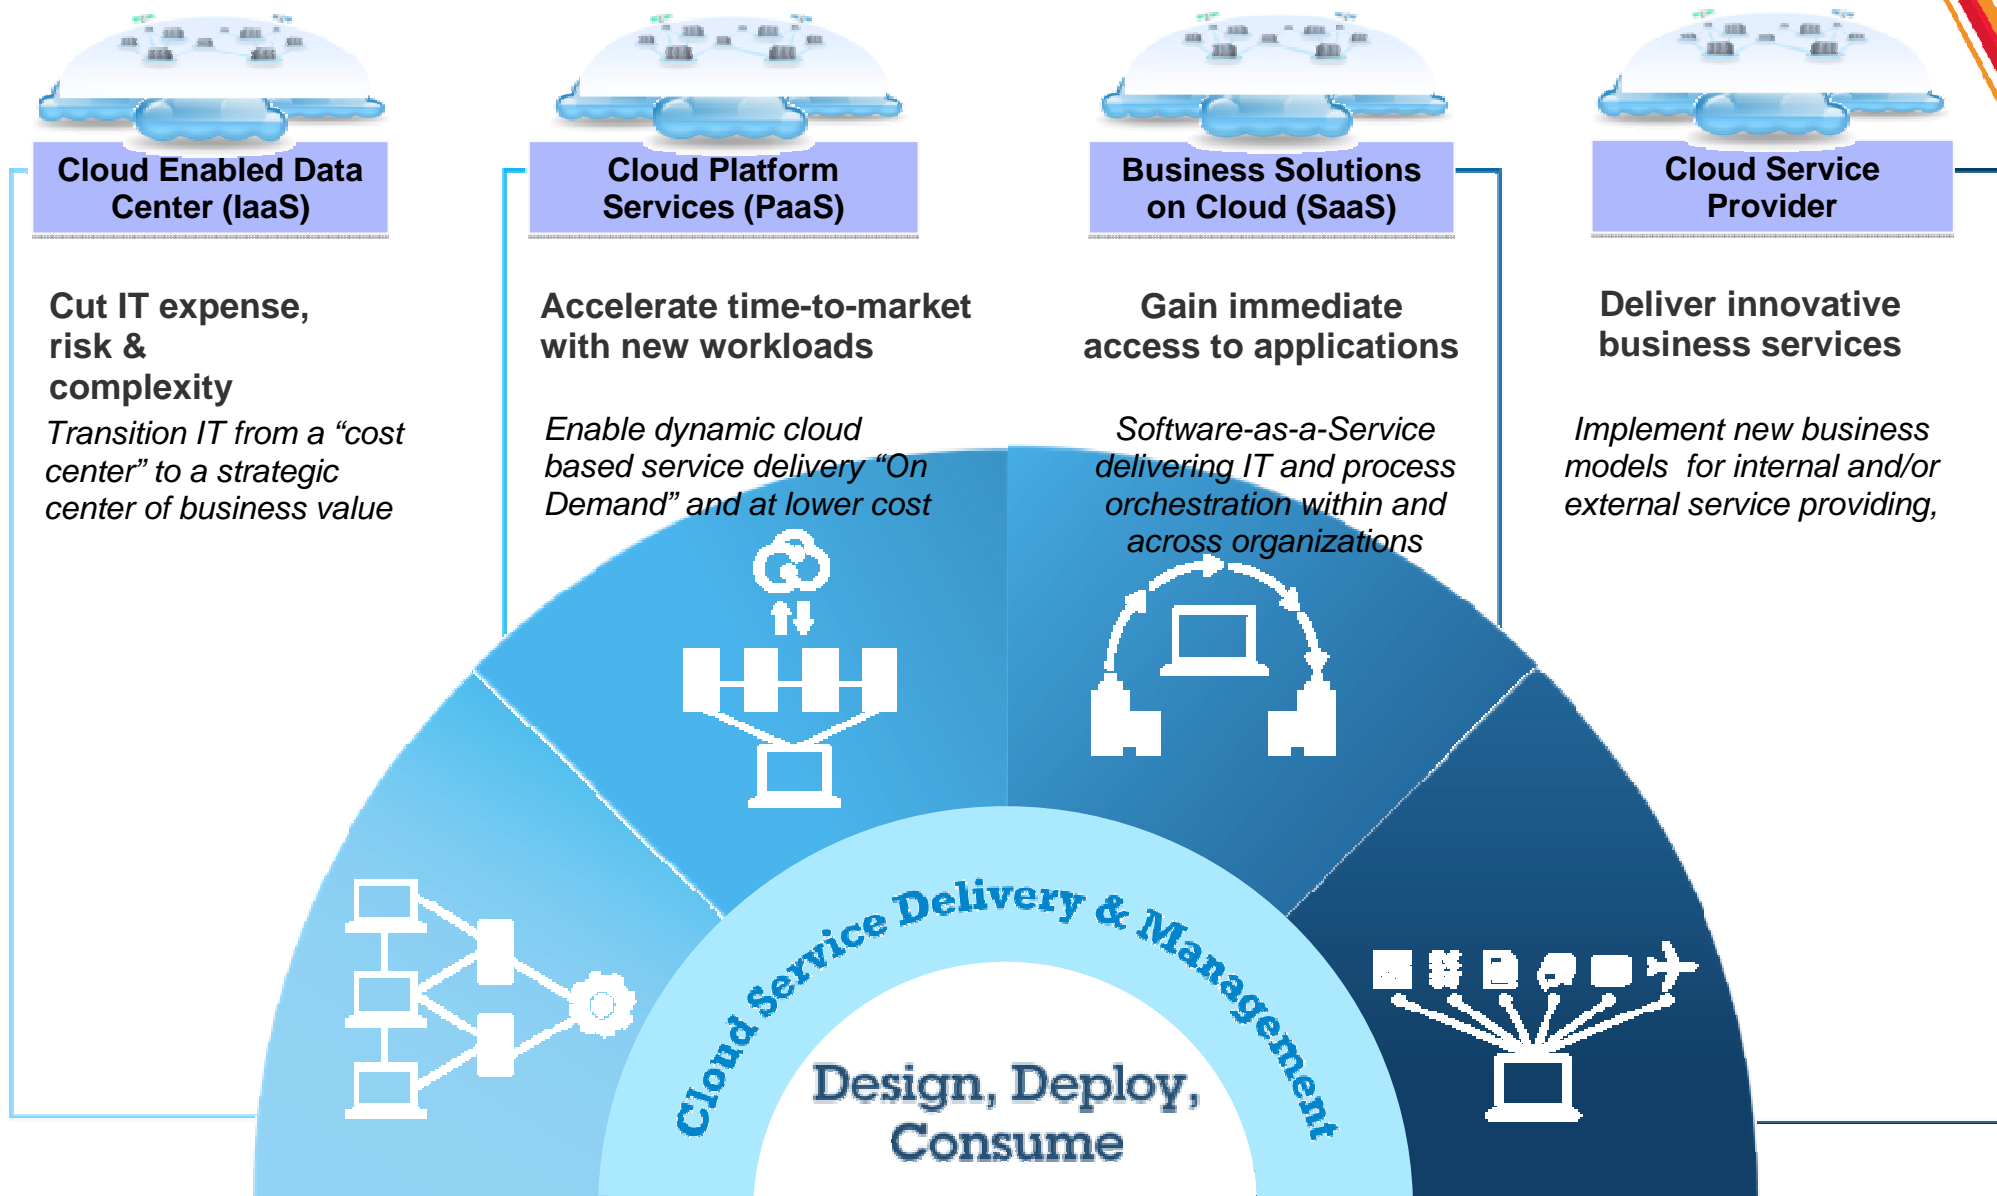 Cloud Enabled Data
Center (IaaS)
Cut IT expense,
risk &
complexity
Transition IT from a “cost
center” to a strategic
center of business value
Cloud Platform
Services (PaaS)
Accelerate time-to-market
with new workloads
Enable dynamic cloud
based service delivery “On
Demand” and at lower cost
Business Solutions
on Cloud (SaaS)
Gain immediate
access to applications
Software-as-a-Service
delivering IT and process
orchestration within and
across organizations
Cloud Service
Provider
Deliver innovative
business services
Implement new business
models for internal and/or
external service providing,
Cloud Service Delivery & Management
Design, Deploy,
Consume